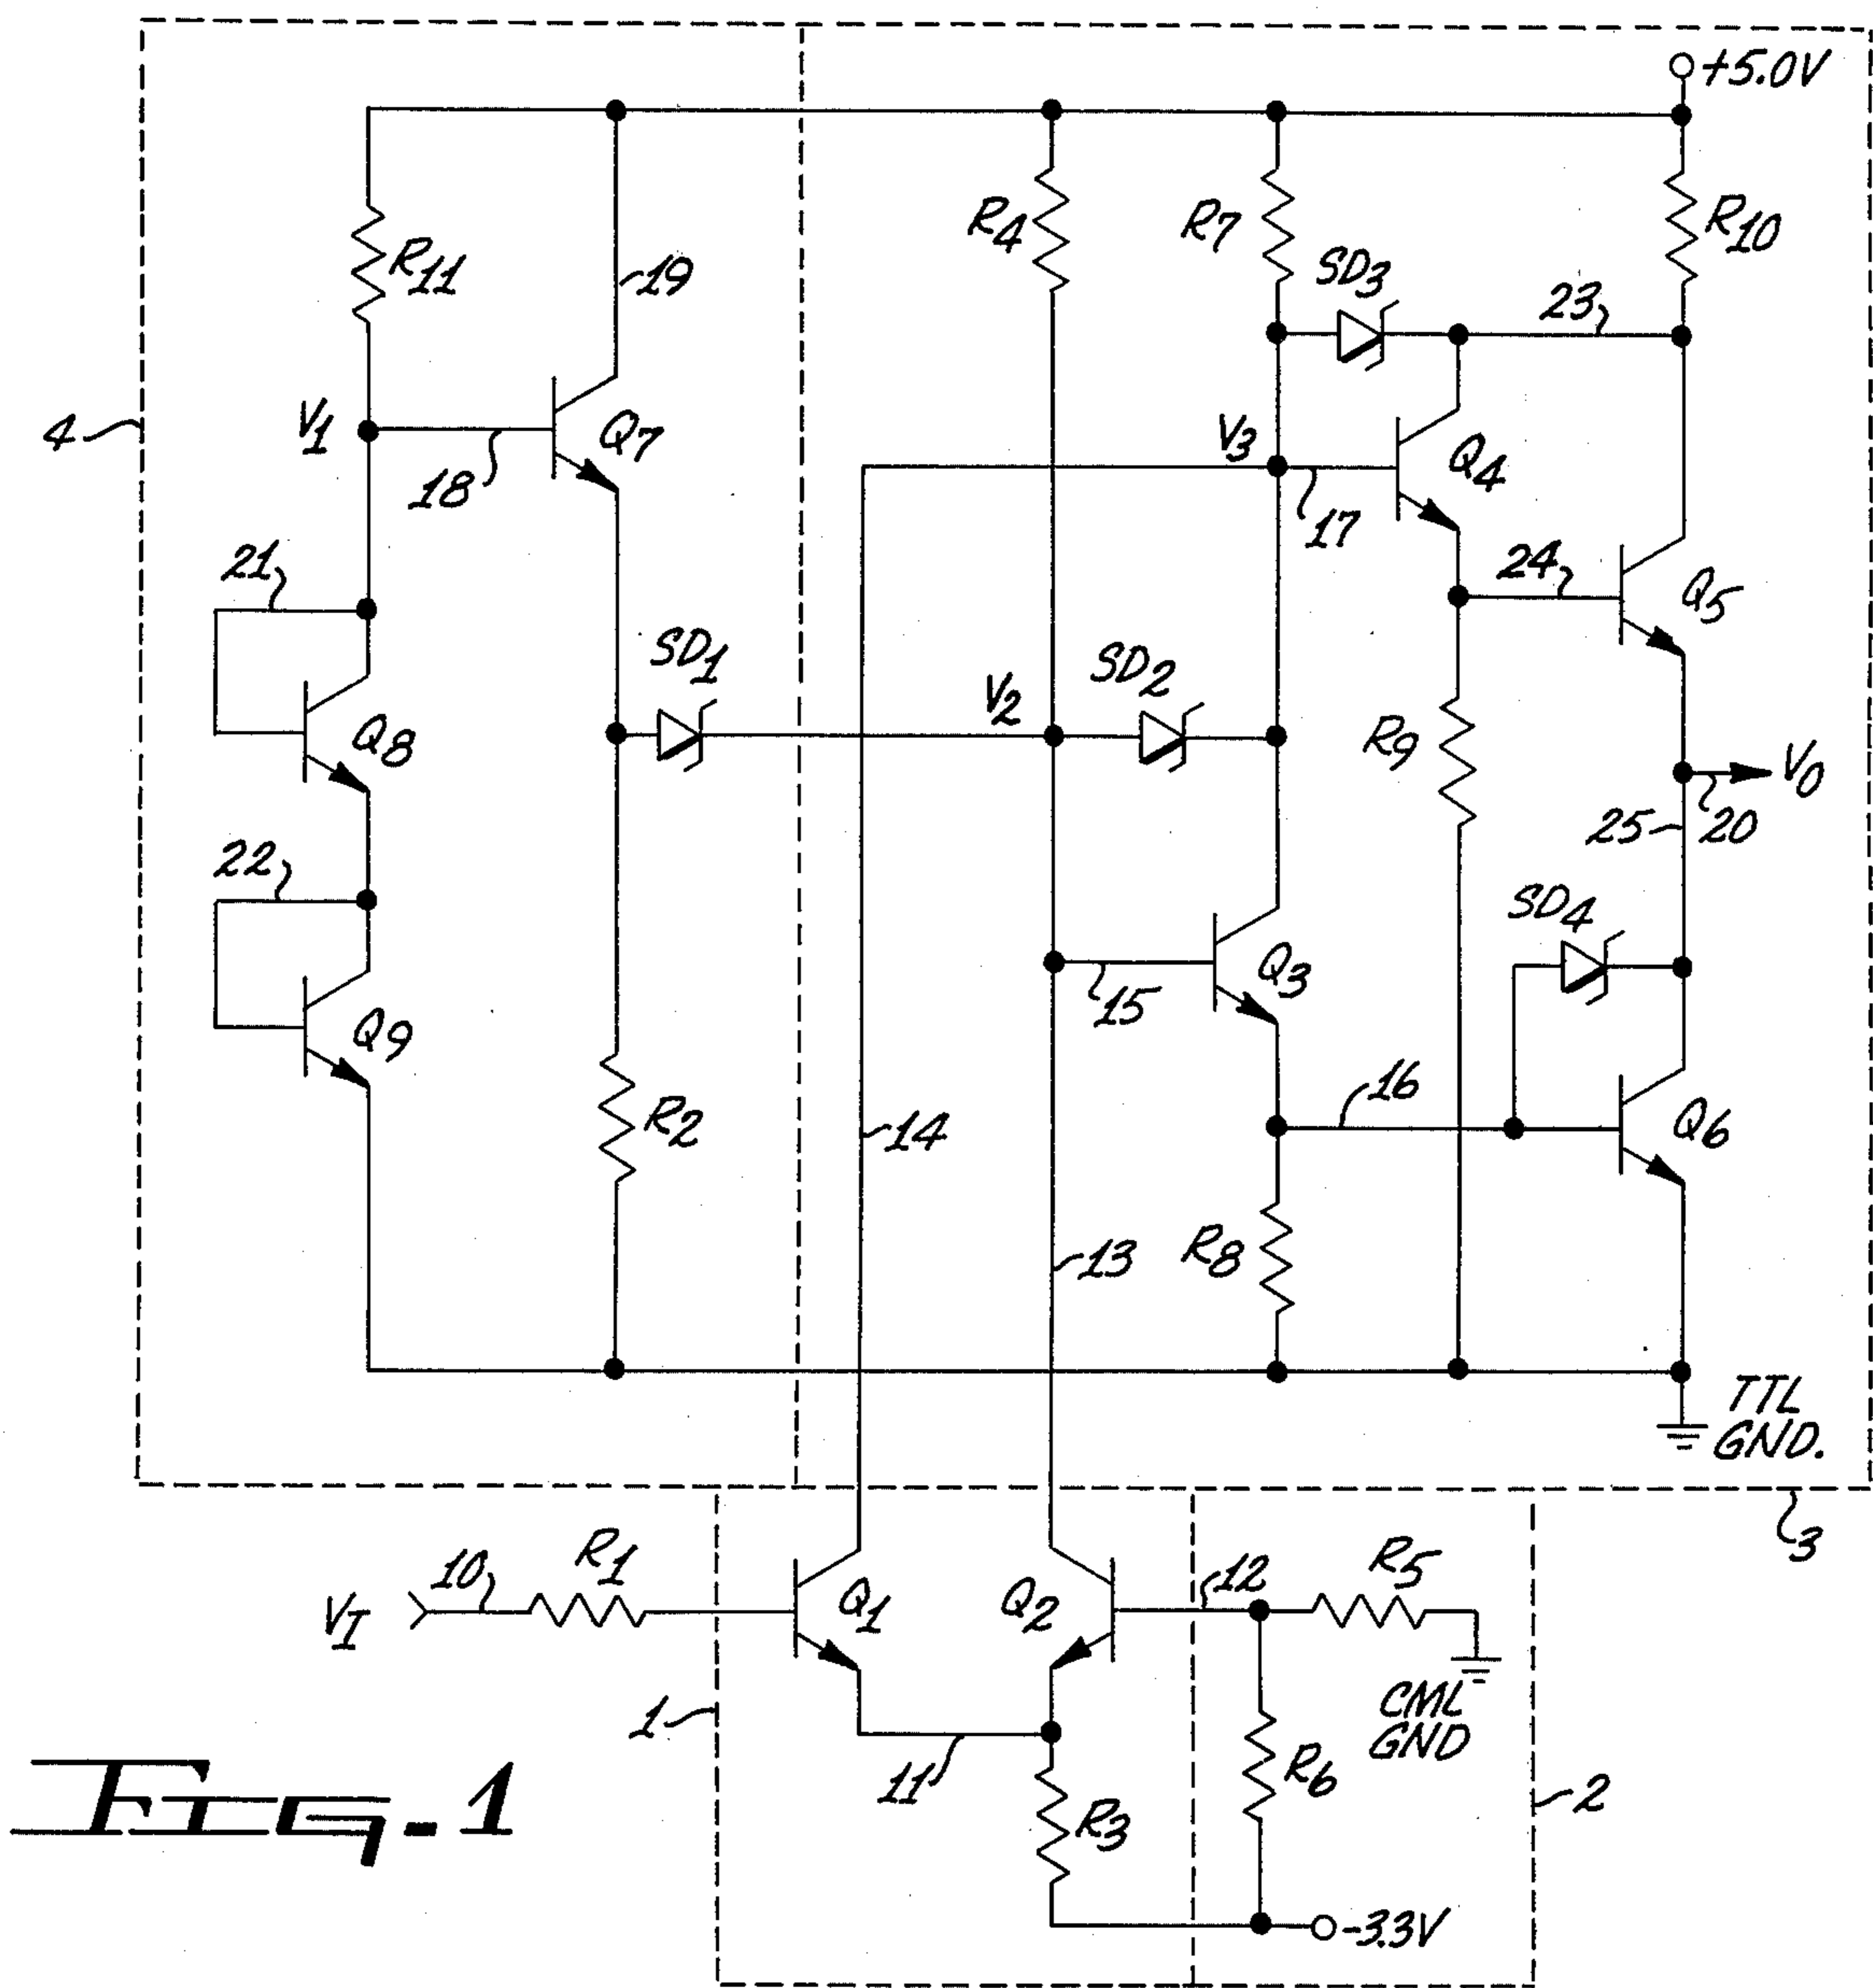 +5.0V
R4
R7
R10
R11
19
SD3
23
4
V1
Q7
V3
Q4
18
17
21
24
Q5
SD1
V2
SD2
Q8
R9
V0
25
20
22
SD4
Q3
Q9
15
16
R2
14
Q6
13
R8
TTL
GND.
3
10
R1
12
R5
VI
Q1
Q2
CML
GND
1
11
R6
2
R3
FIG-1
-3.3V